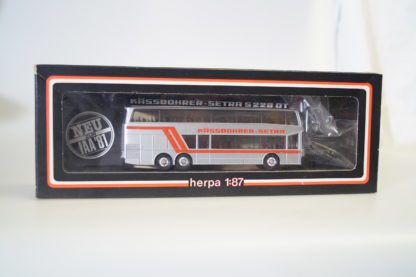 KÄSSBOHRER-SETRA S 228 DT
KÄSSBOHRER-SETRA
NEU
IAA'81
herpa 1:87